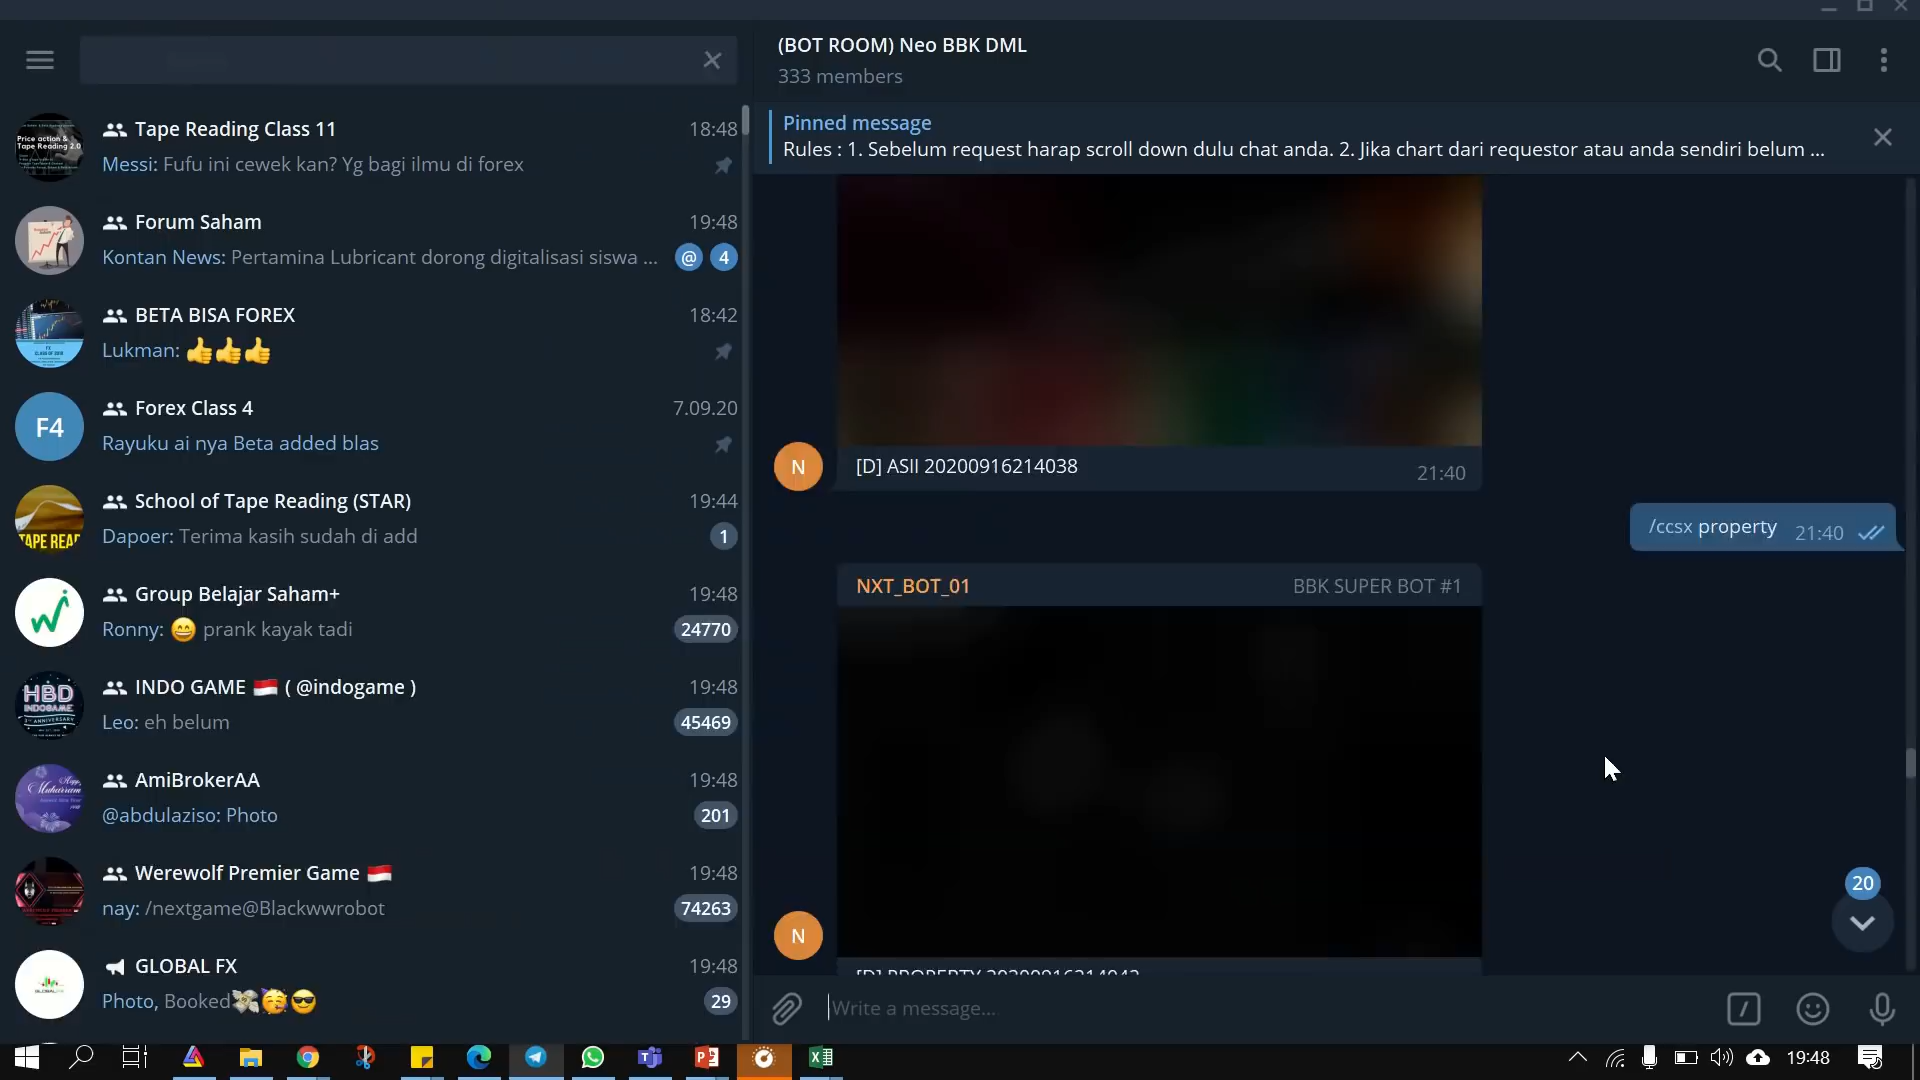 Tape Reading Class 11 18:48
Messi: Fufu ini cewek kan? Yg bagi ilmu di forex
Forum Saham 19:48
Kontan News: Pertamina Lubricant dorong digitalisasi siswa ... @ 4
BETA BISA FOREX 18:42
Lukman: 👍👍👍
F4 Forex Class 4 7.09.20
Rayuku ai nya Beta added blas
School of Tape Reading (STAR) 19:44
Dapoer: Terima kasih sudah di add 1
Group Belajar Saham+ 19:48
Ronny: 😄 prank kayak tadi 24770
INDO GAME 🇮🇩 ( @indogame ) 19:48
Leo: eh belum 45469
AmiBrokerAA 19:48
@abdulaziso: Photo 201
Werewolf Premier Game 🇮🇩 19:48
nay: /nextgame@Blackwwrobot 74263
GLOBAL FX 19:48
Photo, Booked💸🥳😎 29
(BOT ROOM) Neo BBK DML
333 members
Pinned message
Rules : 1. Sebelum request harap scroll down dulu chat anda. 2. Jika chart dari requestor atau anda sendiri belum ...
N [D] ASII 20200916214038 21:40
/ccsx property 21:40
NXT_BOT_01 BBK SUPER BOT #1
N
20
[D] PROPERTY 20200916214042
Write a message...
19:48